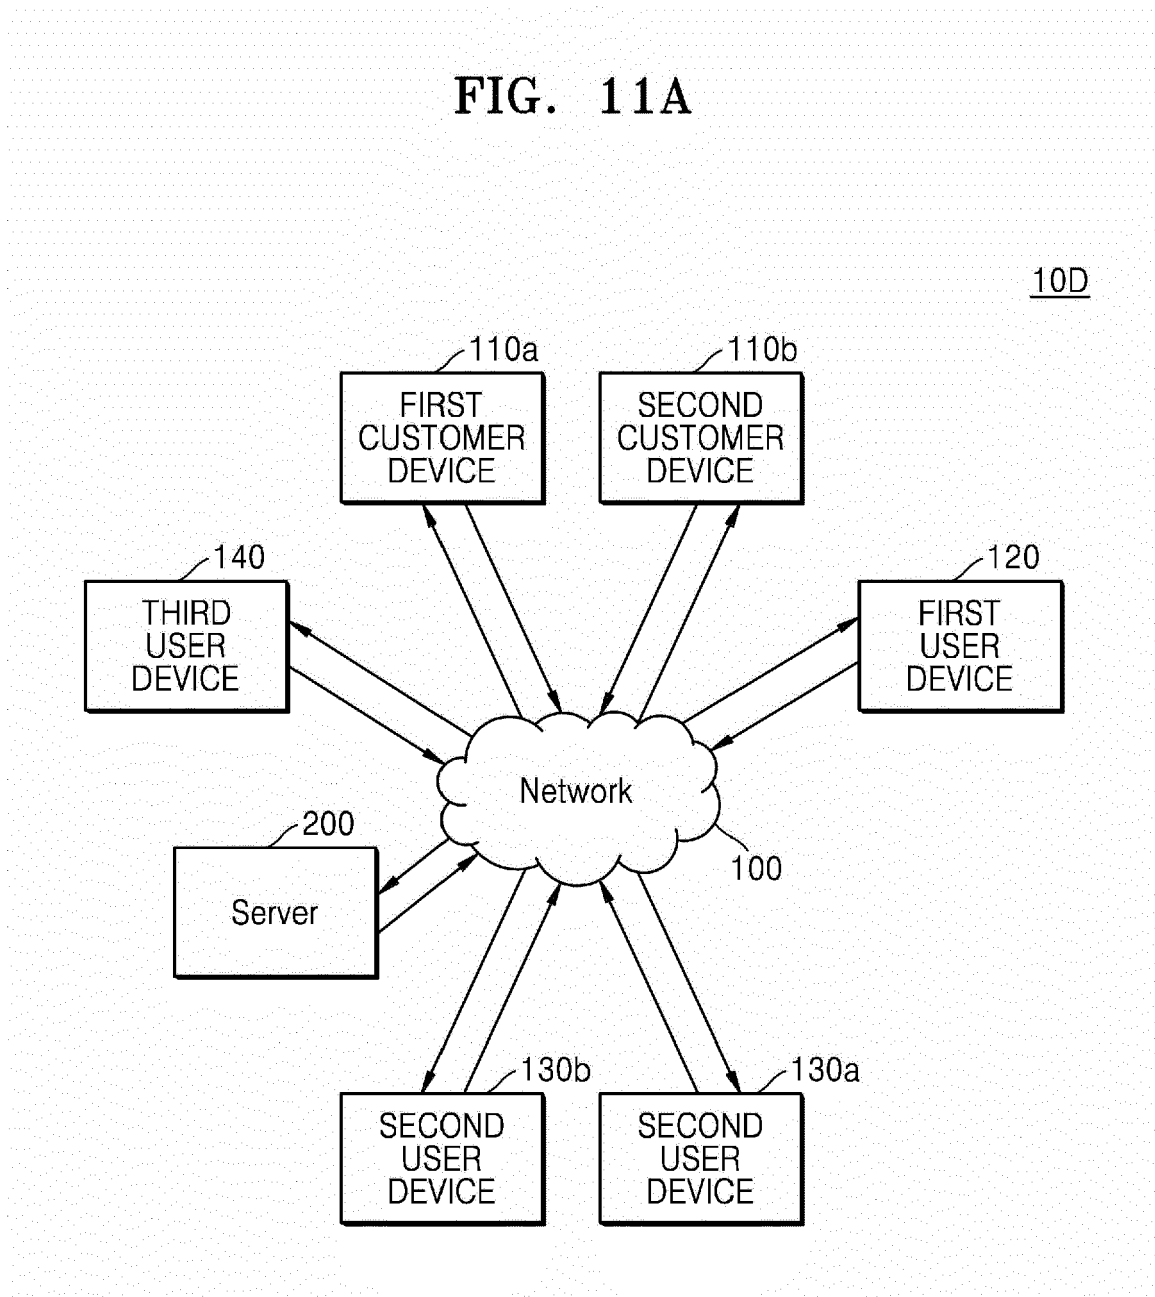 FIG. 11A
10D
110a
FIRST
CUSTOMER
DEVICE
110b
SECOND
CUSTOMER
DEVICE
140
THIRD
USER
DEVICE
120
FIRST
USER
DEVICE
Network
100
200
Server
130b
SECOND
USER
DEVICE
130a
SECOND
USER
DEVICE